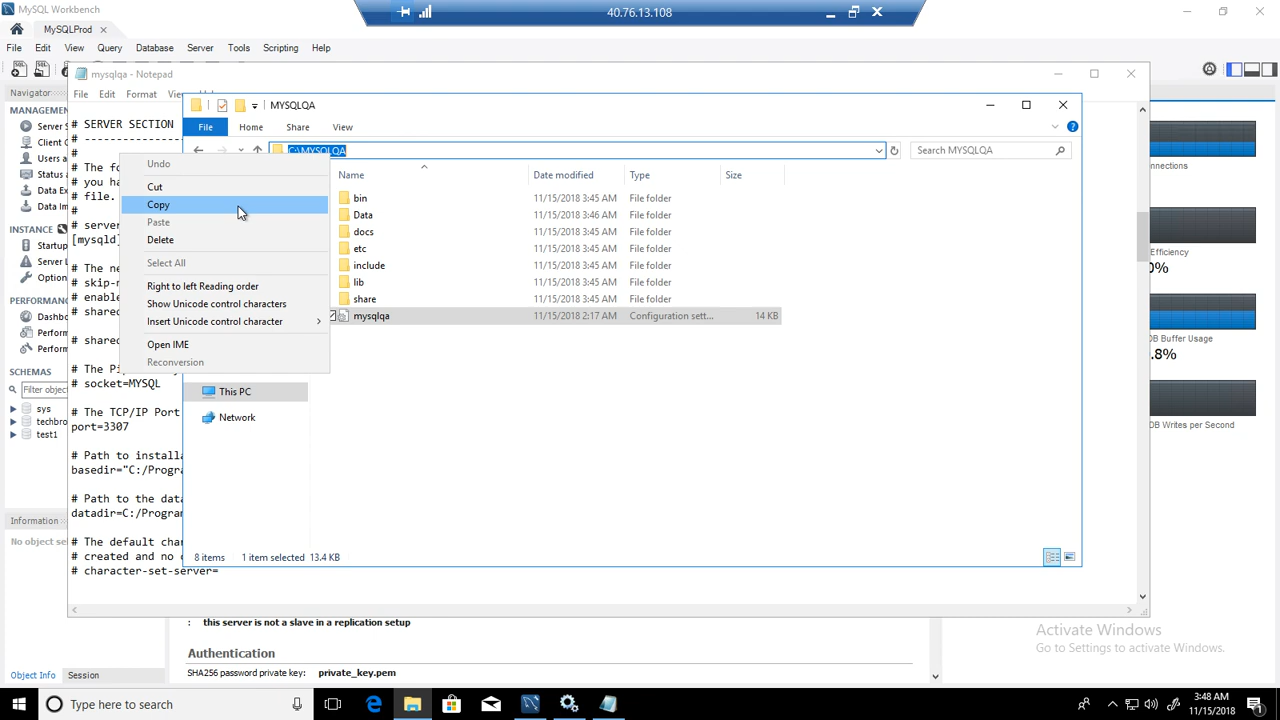 MySQL Workbench
40.76.13.108
MySQLProd
File Edit View Query Database Server Tools Scripting Help
mysqlqa - Notepad
File Edit Format
Navigator
MANAGEMENT
Users a
Data Ex
Data Im
INSTANCE
Startup
Server L
Option
Dashbo
Perform
Perform
SCHEMAS
Filter objec
sys
techbro
test1
Information
No object sel
# SERVER SECTION
# The fo
# you ha
# file.
#
# server
[mysqld]
# The ne
# skip-n
# enable
# shared
# shared
# socket=MYSQL
# The TCP/IP Port
port=3307
# Path to installa
basedir="C:/Progra
# Path to the data
datadir=C:/Program
# The default char
# created and no c
# character-set-server=
MYSQLQA
File Home Share View
C:\MYSQLQA
Search MYSQLQA
Name Date modified Type Size
bin 11/15/2018 3:45 AM File folder
Data 11/15/2018 3:46 AM File folder
docs 11/15/2018 3:45 AM File folder
etc 11/15/2018 3:45 AM File folder
include 11/15/2018 3:45 AM File folder
lib 11/15/2018 3:45 AM File folder
share 11/15/2018 3:45 AM File folder
mysqlqa 11/15/2018 2:17 AM Configuration sett... 14 KB
This PC
Network
8 items 1 item selected 13.4 KB
Undo
Cut
Copy
Paste
Delete
Select All
Right to left Reading order
Show Unicode control characters
Insert Unicode control character
Open IME
Reconversion
nnections
Efficiency
0%
DB Buffer Usage
.8%
DB Writes per Second
: this server is not a slave in a replication setup
Authentication
SHA256 password private key: private_key.pem
Object Info Session
Activate Windows
Go to Settings to activate Windows.
Type here to search
3:48 AM
11/15/2018
1